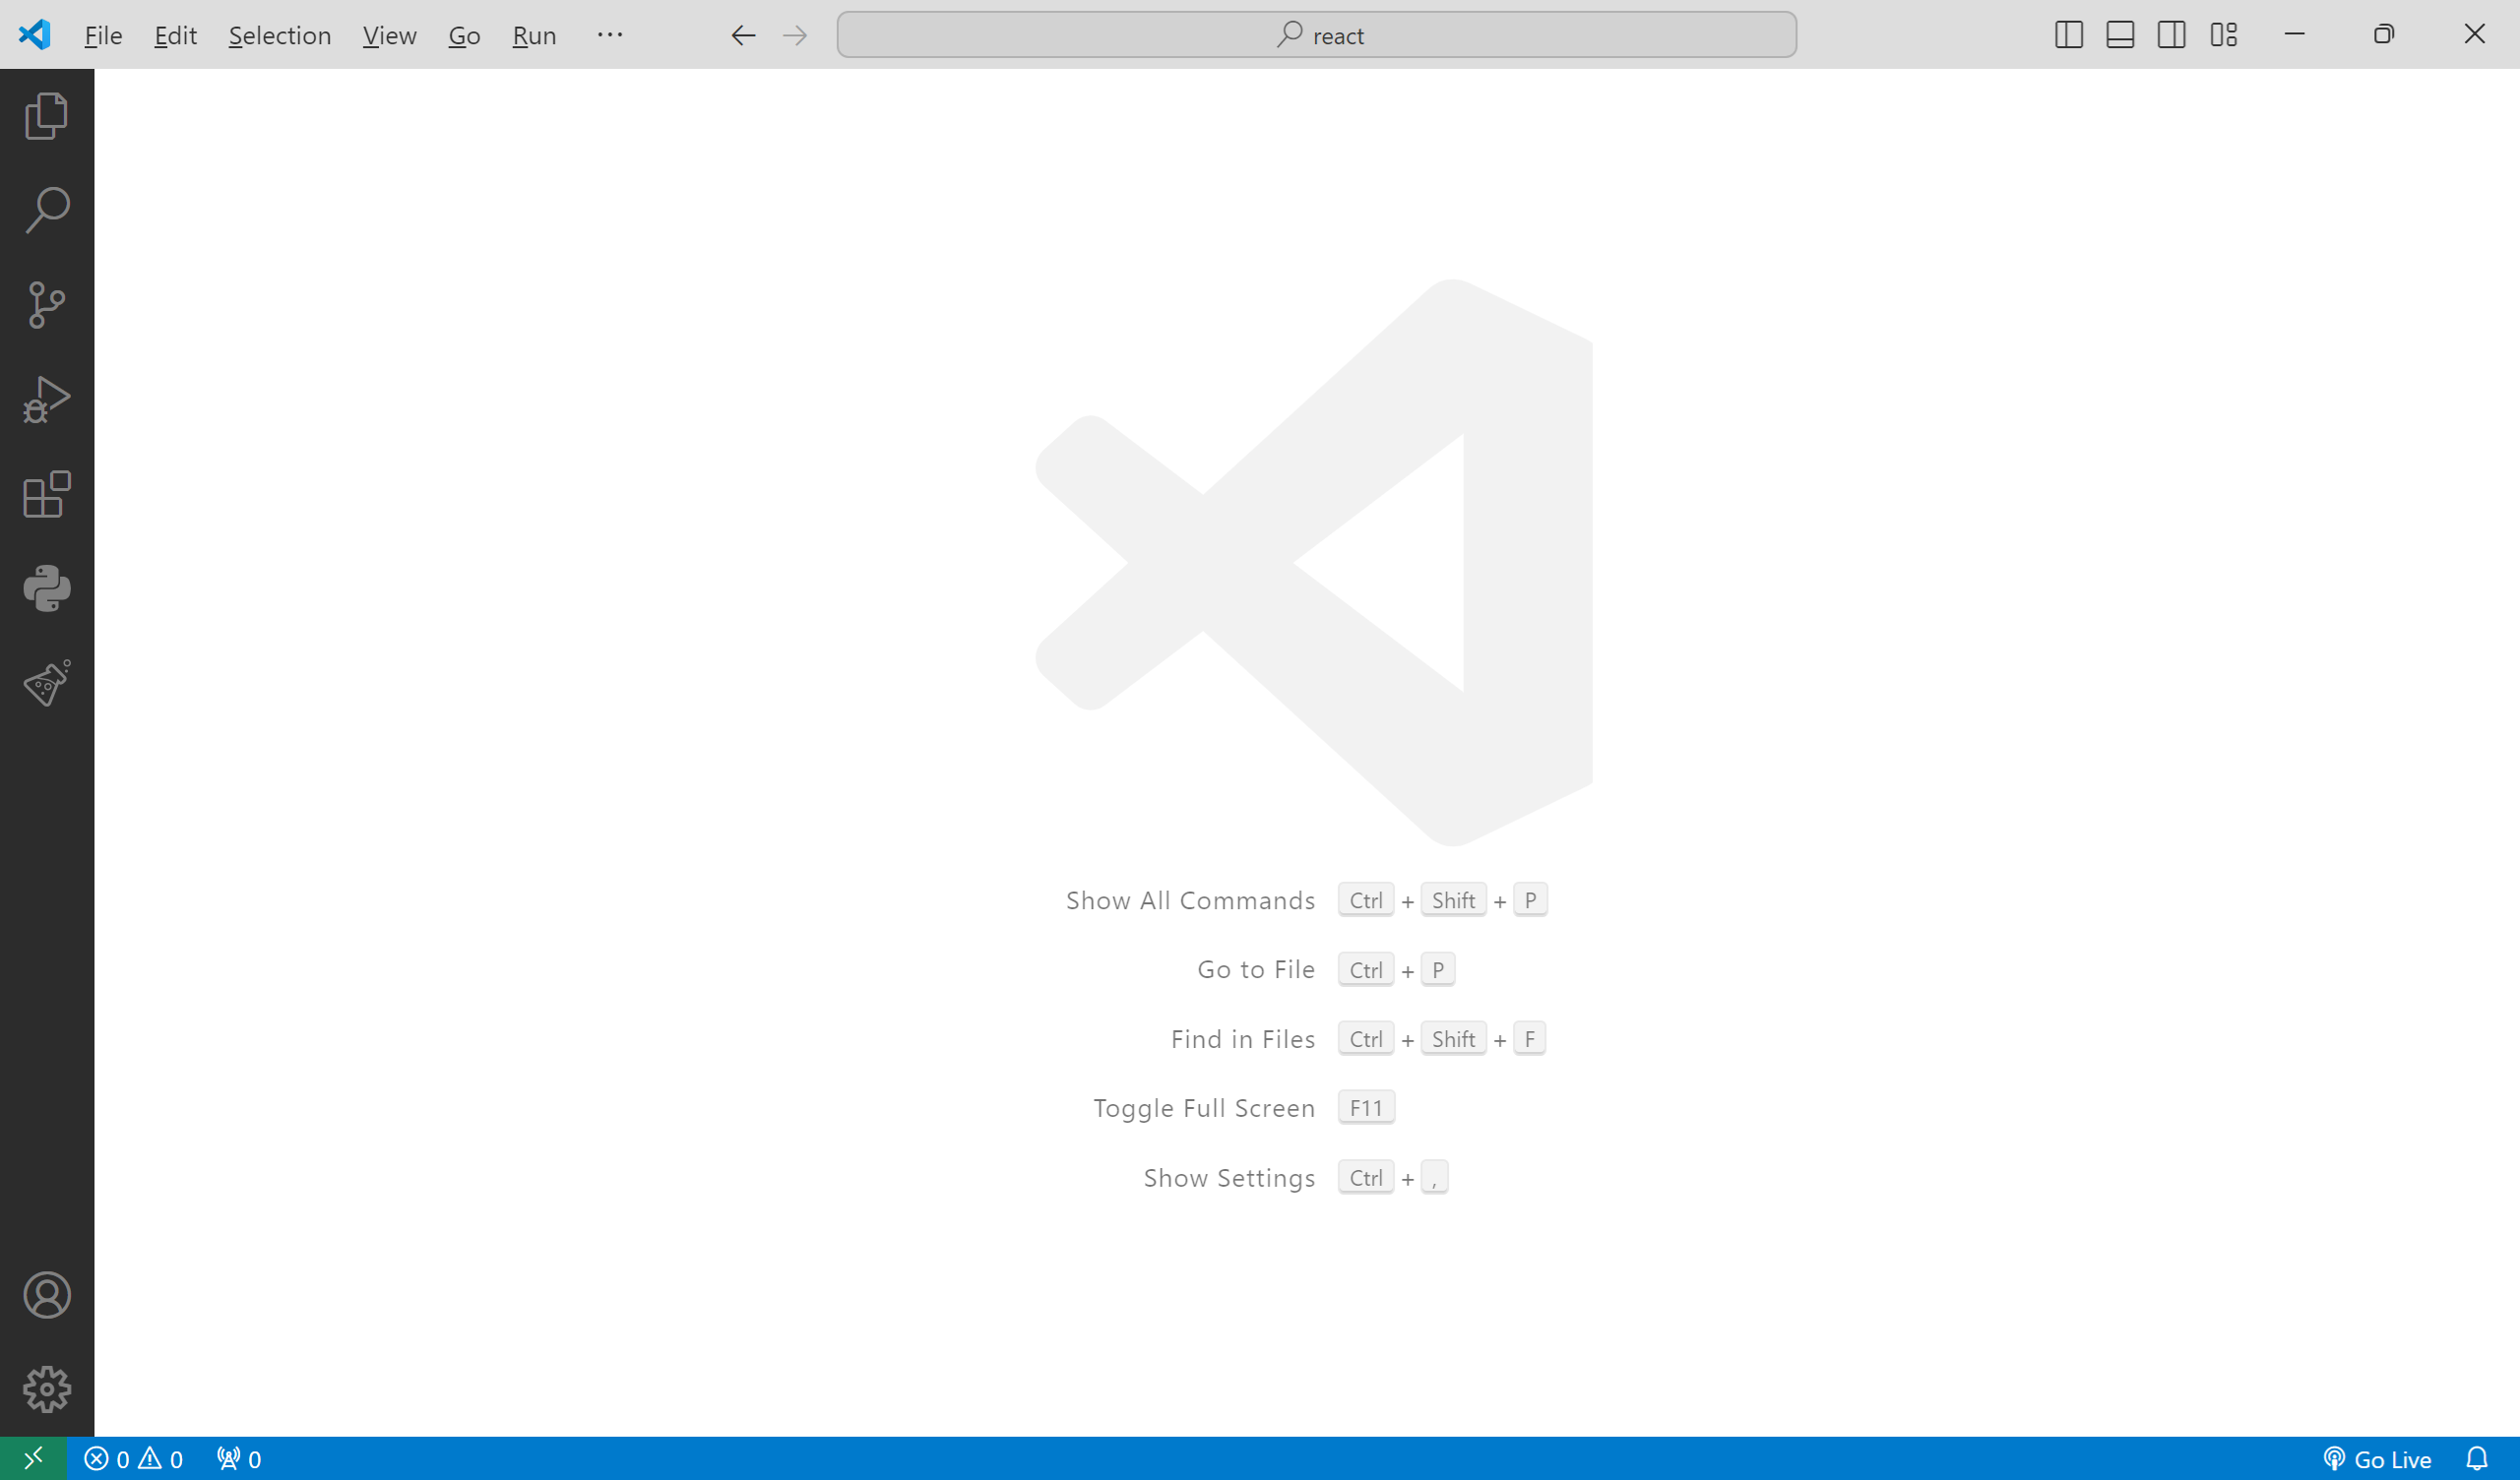 File Edit Selection View Go Run ··· react
Show All Commands Ctrl + Shift + P
Go to File Ctrl + P
Find in Files Ctrl + Shift + F
Toggle Full Screen F11
Show Settings Ctrl + ,
0 0 0 Go Live